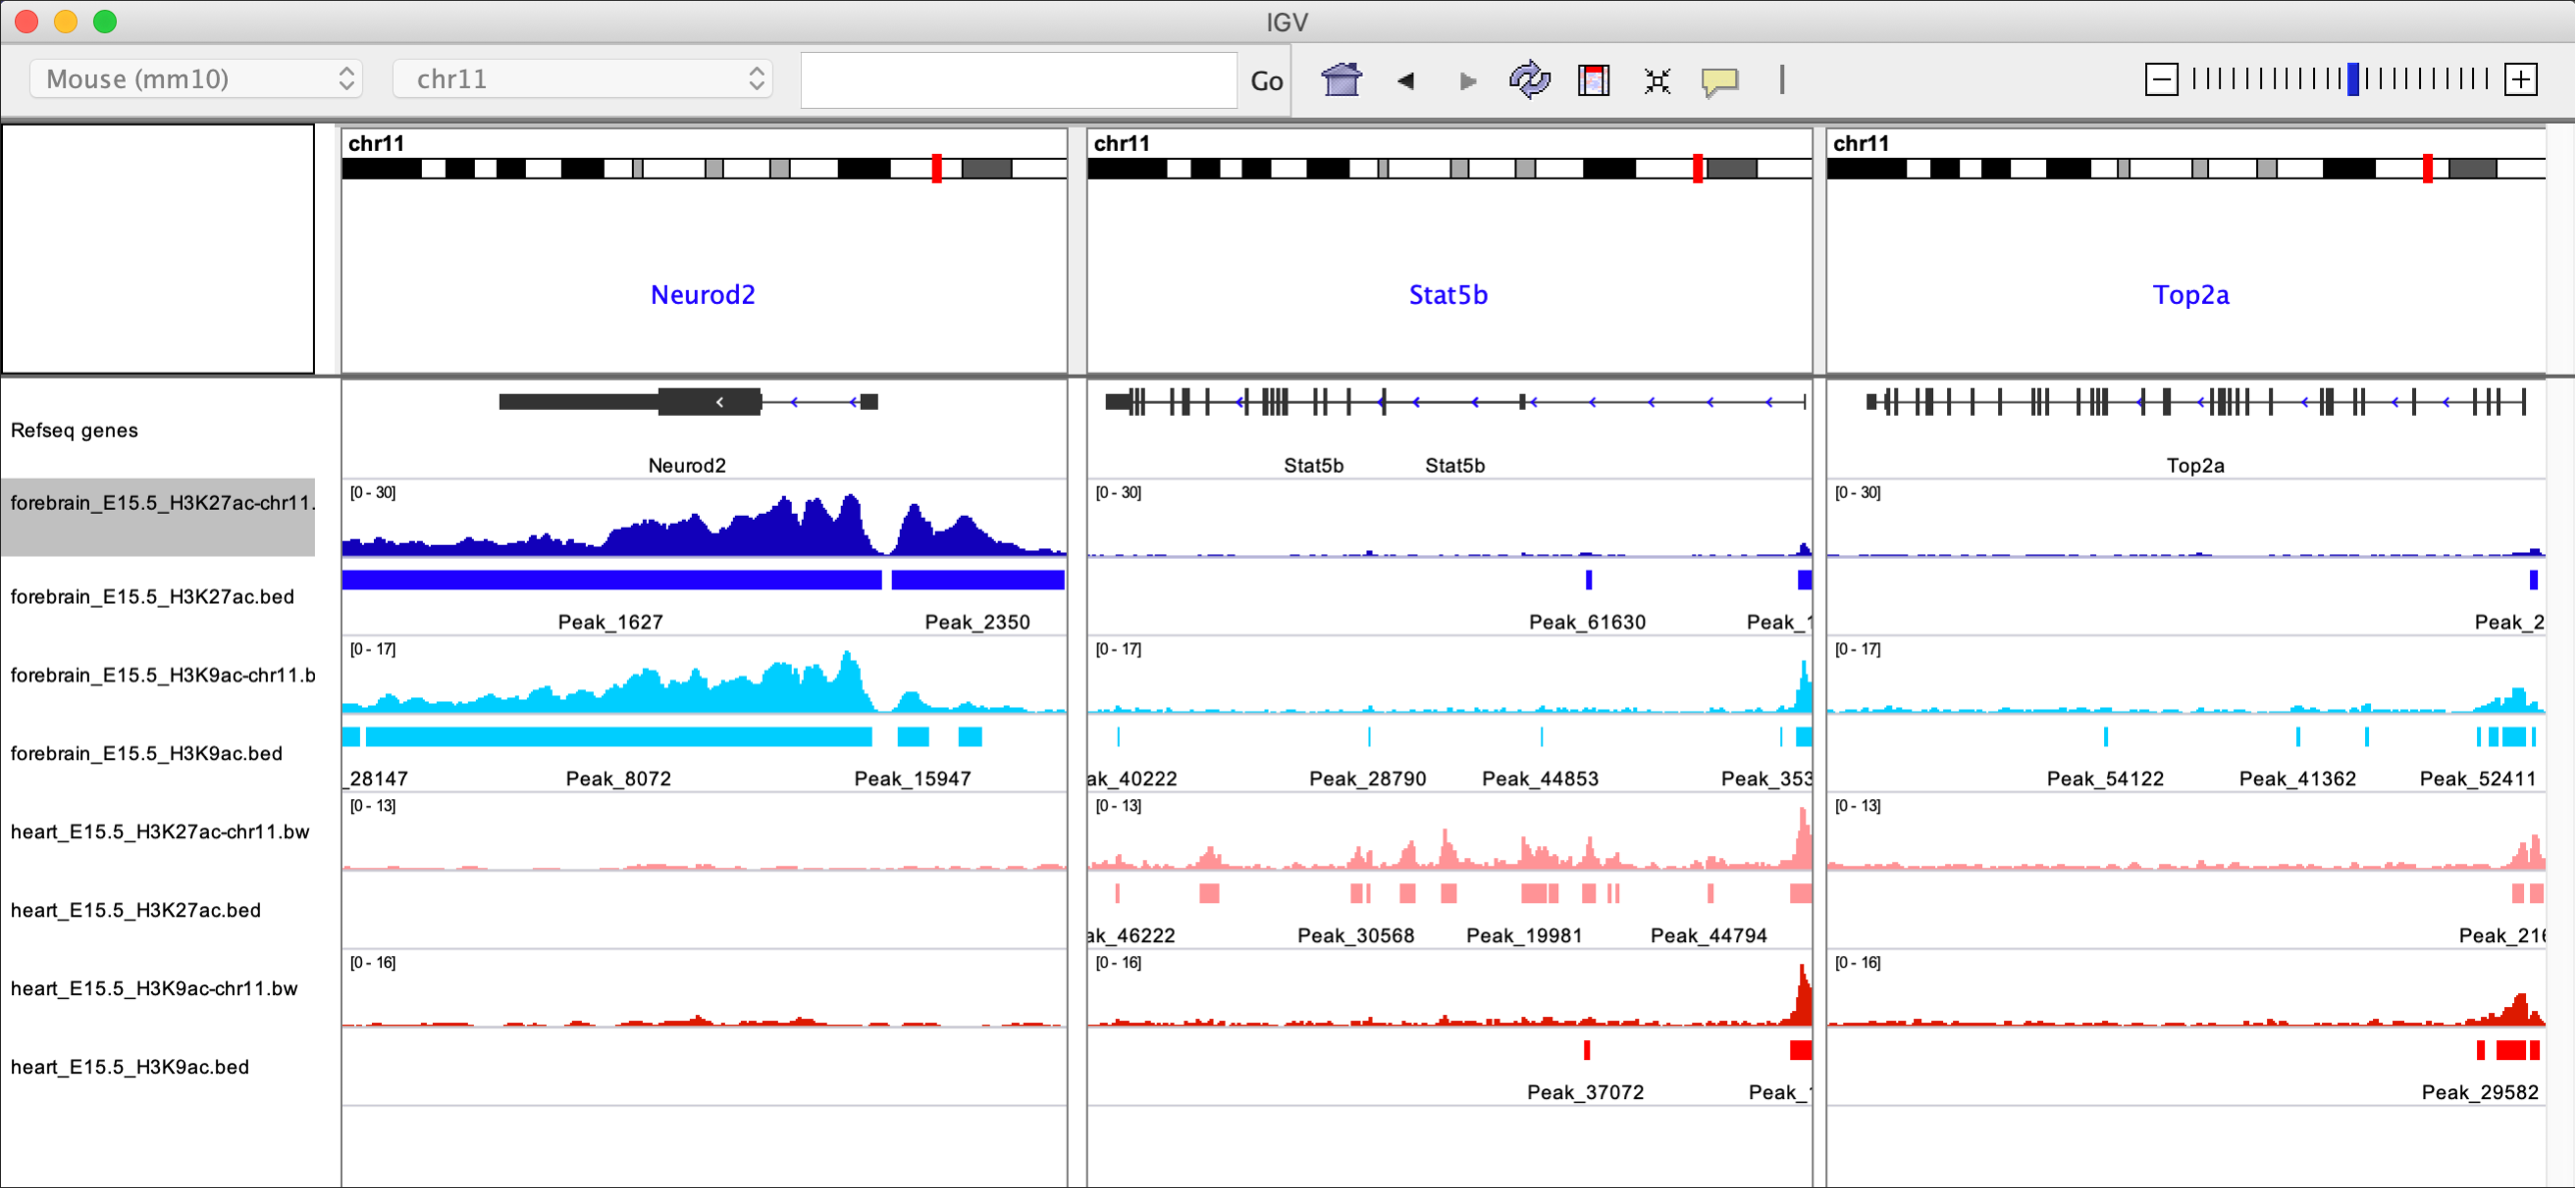 IGV
Mouse (mm10) chr11 Go
chr11 chr11 chr11
Neurod2 Stat5b Top2a
Refseq genes
Neurod2 Stat5b Stat5b Top2a
forebrain_E15.5_H3K27ac-chr11.
[0 - 30] [0 - 30] [0 - 30]
forebrain_E15.5_H3K27ac.bed
Peak_1627 Peak_2350 Peak_61630 Peak_1 Peak_2
forebrain_E15.5_H3K9ac-chr11.b
[0 - 17] [0 - 17] [0 - 17]
forebrain_E15.5_H3K9ac.bed
_28147 Peak_8072 Peak_15947 ak_40222 Peak_28790 Peak_44853 Peak_353 Peak_54122 Peak_41362 Peak_52411
heart_E15.5_H3K27ac-chr11.bw
[0 - 13] [0 - 13] [0 - 13]
heart_E15.5_H3K27ac.bed
ak_46222 Peak_30568 Peak_19981 Peak_44794 Peak_216
heart_E15.5_H3K9ac-chr11.bw
[0 - 16] [0 - 16] [0 - 16]
heart_E15.5_H3K9ac.bed
Peak_37072 Peak_1 Peak_29582